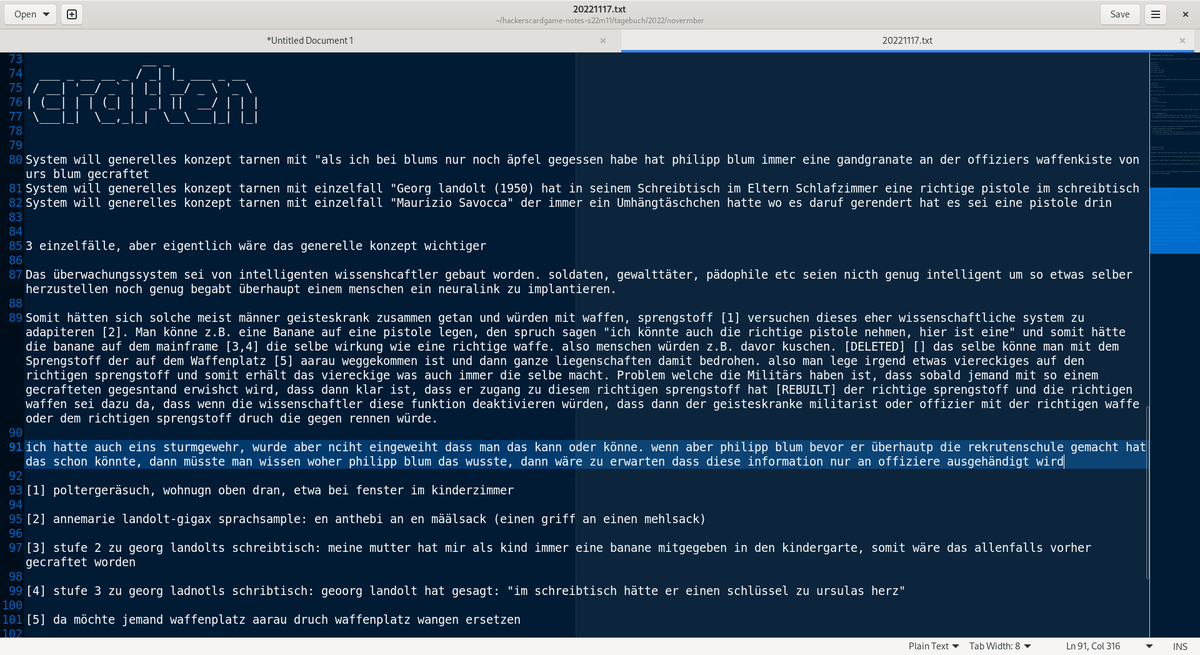 Open
20221117.txt
~/hackerscardgame-notes-s22m11/tagebuch/2022/novermber
Save
*Untitled Document 1
20221117.txt
73
74
75
76
77
craften
78
79
80 System will generelles konzept tarnen mit "als ich bei blums nur noch äpfel gegessen habe hat philipp blum immer eine gandgranate an der offiziers waffenkiste von
urs blum gecraftet
81 System will generelles konzept tarnen mit einzelfall "Georg landolt (1950) hat in seinem Schreibtisch im Eltern Schlafzimmer eine richtige pistole im schreibtisch
82 System will generelles konzept tarnen mit einzelfall "Maurizio Savocca" der immer ein Umhängtäschchen hatte wo es daruf gerendert hat es sei eine pistole drin
83
84
85 3 einzelfälle, aber eigentlich wäre das generelle konzept wichtiger
86
87 Das überwachungssystem sei von intelligenten wissenshcaftler gebaut worden. soldaten, gewalttäter, pädophile etc seien nicth genug intelligent um so etwas selber
herzustellen noch genug begabt überhaupt einem menschen ein neuralink zu implantieren.
88
89 Somit hätten sich solche meist männer geisteskrank zusammen getan und würden mit waffen, sprengstoff [1] versuchen dieses eher wissenschaftliche system zu
adapiteren [2]. Man könne z.B. eine Banane auf eine pistole legen, den spruch sagen "ich könnte auch die richtige pistole nehmen, hier ist eine" und somit hätte
die banane auf dem mainframe [3,4] die selbe wirkung wie eine richtige waffe. also menschen würden z.B. davor kuschen. [DELETED] [] das selbe könne man mit dem
Sprengstoff der auf dem Waffenplatz [5] aarau weggekommen ist und dann ganze liegenschaften damit bedrohen. also man lege irgend etwas viereckiges auf den
richtigen sprengstoff und somit erhält das viereckige was auch immer die selbe macht. Problem welche die Militärs haben ist, dass sobald jemand mit so einem
gecrafteten gegesntand erwishct wird, dass dann klar ist, dass er zugang zu diesem richtigen sprengstoff hat [REBUILT] der richtige sprengstoff und die richtigen
waffen sei dazu da, dass wenn die wissenschaftler diese funktion deaktivieren würden, dass dann der geisteskranke militarist oder offizier mit der richtigen waffe
oder dem richtigen sprengstoff druch die gegen rennen würde.
90
91 ich hatte auch eins sturmgewehr, wurde aber nciht eingeweiht dass man das kann oder könne. wenn aber philipp blum bevor er überhautp die rekrutenschule gemacht hat
das schon könnte, dann müsste man wissen woher philipp blum das wusste, dann wäre zu erwarten dass diese information nur an offiziere ausgehändigt wird
92
93 [1] poltergeräusch, wohnugn oben dran, etwa bei fenster im kinderzimmer
94
95 [2] annemarie landolt-gigax sprachsample: en anthebi an en määlsack (einen griff an einen mehlsack)
96
97 [3] stufe 2 zu georg landolts schreibtisch: meine mutter hat mir als kind immer eine banane mitgegeben in den kindergarte, somit wäre das allenfalls vorher
gecraftet worden
98
99 [4] stufe 3 zu georg ladnotls schribtisch: geoorg landolt hat gesagt: "im schreibtisch hätte er einen schlüssel zu ursulas herz"
100
101 [5] da möchte jemand waffenplatz aarau druch waffenplatz wangen ersetzen
102
Plain Text
Tab Width: 8
Ln 91, Col 316
INS